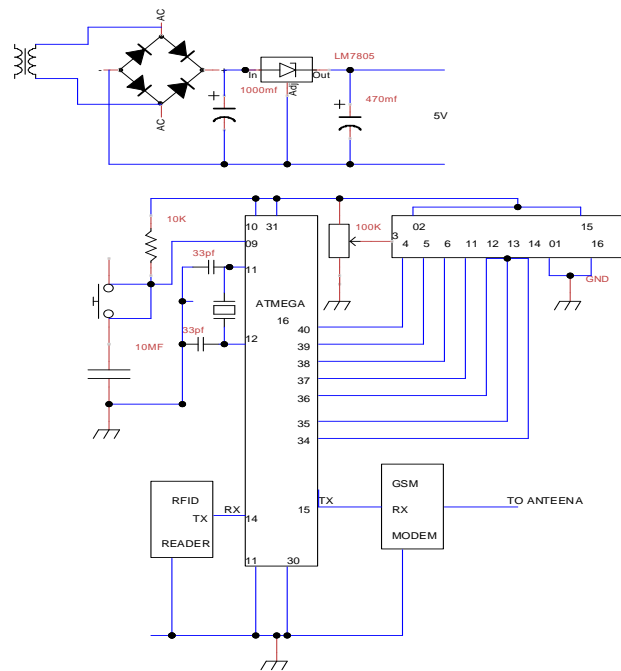 AC
LM7805
-
+
In
Out
Adj
+
1000mf
+
470mf
5V
AC
10K
10 31
09
100K
3
02
15
4 5 6 11 12 13 14 01 16
GND
33pf
11
ATMEGA
16
33pf
12
10MF
40
39
38
37
36
35
34
RFID
TX
READER
RX
14
15
TX
GSM
RX
MODEM
TO ANTEENA
11
30